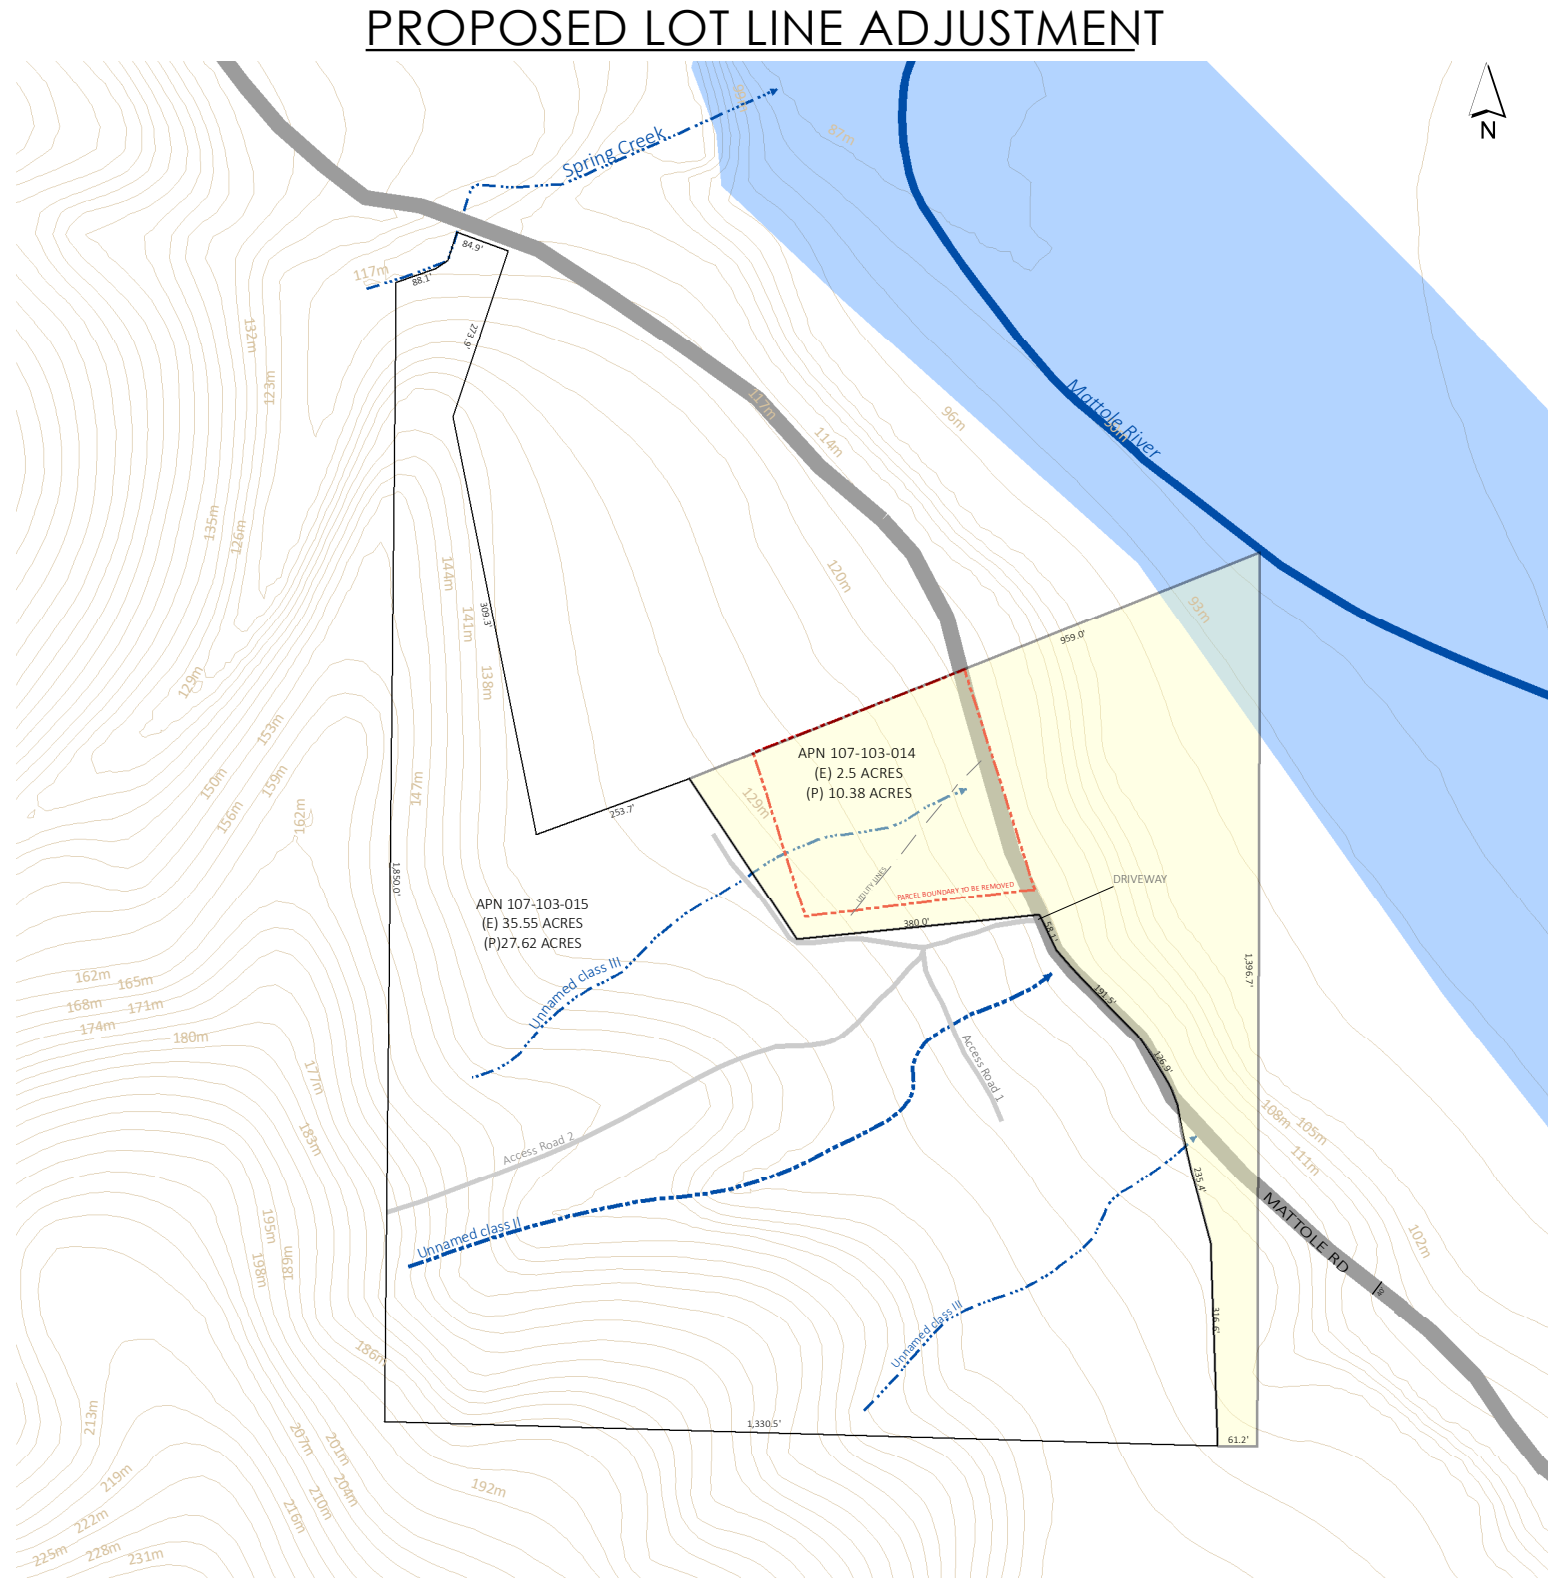 PROPOSED LOT LINE ADJUSTMENT
N
87m
Spring Creek
84.9'
117m
88.1'
132m
273.9'
123m
Mattole River
117m
96m
114m
135m
126m
120m
144m
309.3'
141m
93m
959.0'
138m
129m
153m
APN 107-103-014
(E) 2.5 ACRES
(P) 10.38 ACRES
129m
150m
159m
147m
156m
162m
253.7'
1,850.0'
UTILITY LINES
PARCEL BOUNDARY TO BE REMOVED
DRIVEWAY
APN 107-103-015
(E) 35.55 ACRES
(P)27.62 ACRES
380.0'
58.1'
1,396.7'
162m
165m
168m
171m
174m
180m
Unnamed class III
191.5'
177m
Access Road 1
126.9'
183m
Access Road 2
108m
105m
111m
235.4'
195m
198m
189m
Unnamed class II
MATTOLE RD
102m
316.6'
Unnamed class III
186m
213m
207m
201m
1,330.5'
61.2'
219m
204m
210m
216m
192m
222m
225m
228m
231m